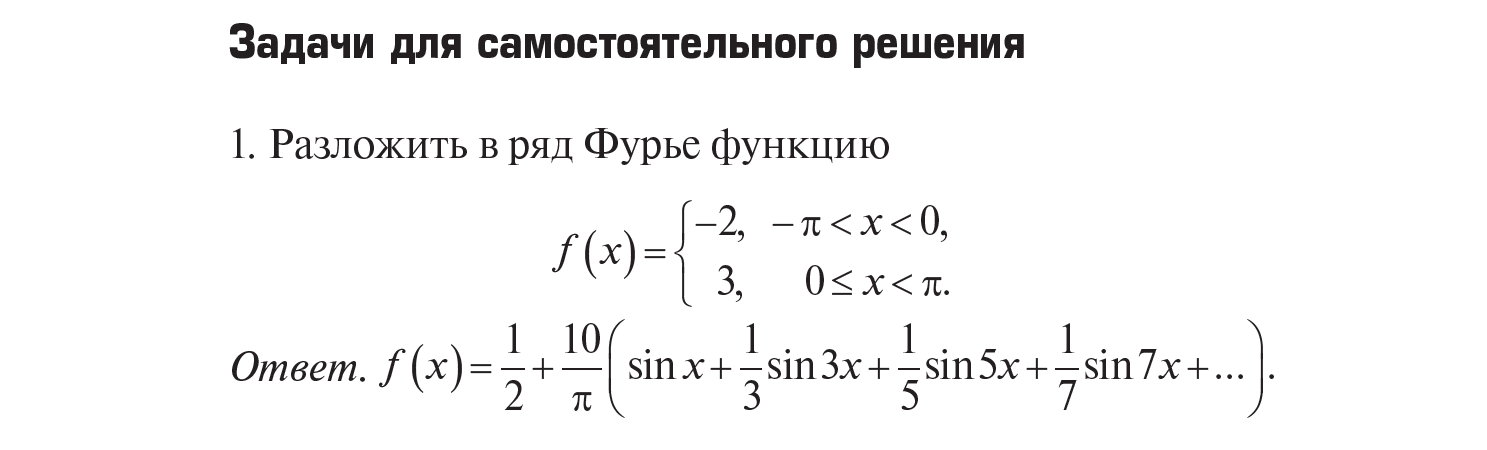 Задачи для самостоятельного решения
1. Разложить в ряд Фурье функцию
f(x) = { −2, −π < x < 0,
3, 0 ≤ x < π.
Ответ. f(x) = 1/2 + 10/π ( sin x + 1/3 sin 3x + 1/5 sin 5x + 1/7 sin 7x + ... ).